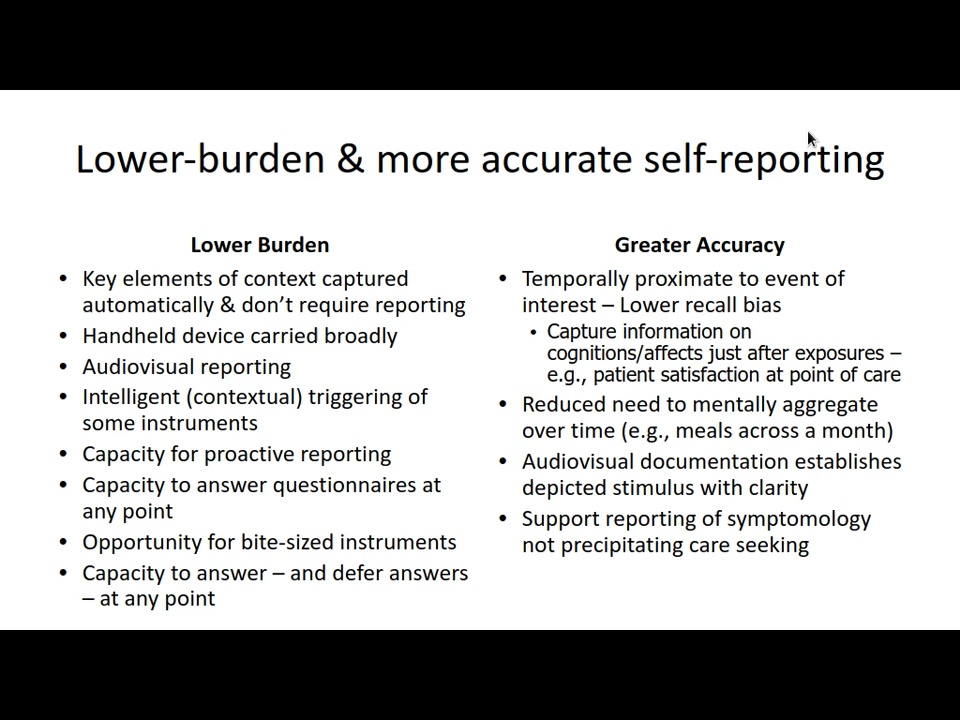 Lower-burden & more accurate self-reporting
Lower Burden
• Key elements of context captured
automatically & don’t require reporting
• Handheld device carried broadly
• Audiovisual reporting
• Intelligent (contextual) triggering of
some instruments
• Capacity for proactive reporting
• Capacity to answer questionnaires at
any point
• Opportunity for bite-sized instruments
• Capacity to answer – and defer answers
– at any point
Greater Accuracy
• Temporally proximate to event of
interest – Lower recall bias
• Capture information on
cognitions/affects just after exposures –
e.g., patient satisfaction at point of care
• Reduced need to mentally aggregate
over time (e.g., meals across a month)
• Audiovisual documentation establishes
depicted stimulus with clarity
• Support reporting of symptomology
not precipitating care seeking